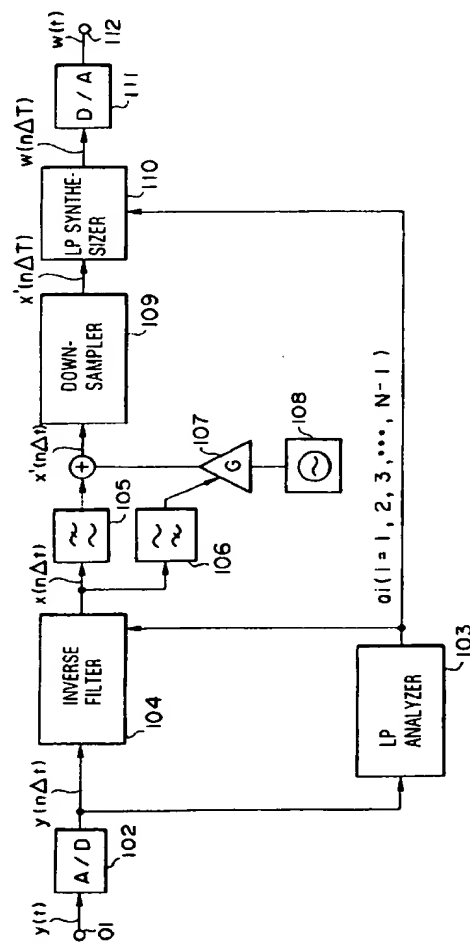 y(t)
01
A/D
102
y(nΔt)
INVERSE
FILTER
104
x(nΔt)
105
106
x'(nΔt)
G
107
108
DOWN-
SAMPLER
109
x'(nΔT)
LP SYNTHE-
SIZER
110
w(nΔT)
D/A
111
w(t)
112
LP
ANALYZER
103
ai(i=1, 2, 3, ···, N-1)